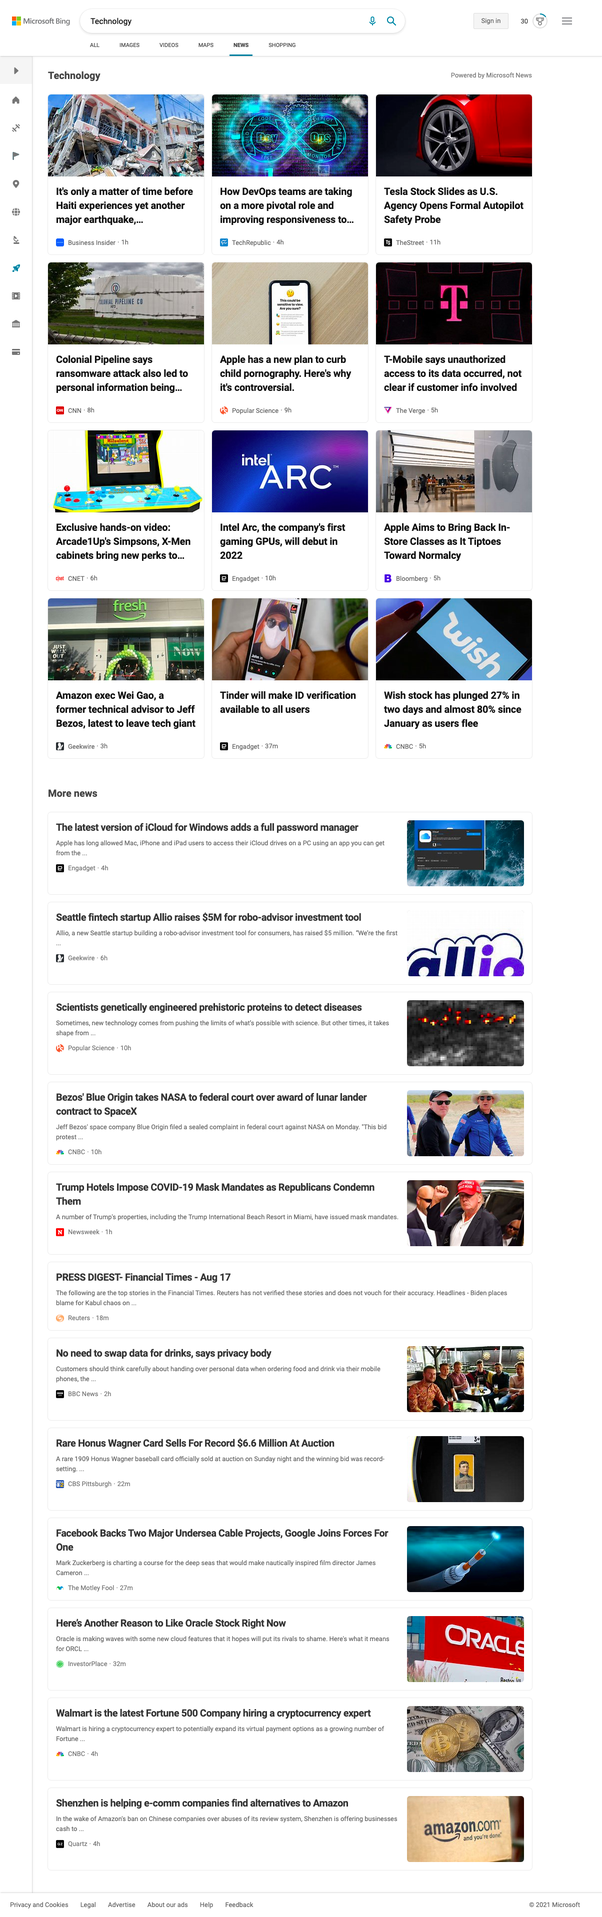 Microsoft Bing
Technology
Sign in
30
ALL
IMAGES
VIDEOS
MAPS
NEWS
SHOPPING
Technology
Powered by Microsoft News
It's only a matter of time before
Haiti experiences yet another
major earthquake,...
Business Insider · 1h
Dev
Ops
How DevOps teams are taking
on a more pivotal role and
improving responsiveness to...
TechRepublic · 4h
Tesla Stock Slides as U.S.
Agency Opens Formal Autopilot
Safety Probe
TheStreet · 11h
COLONIAL PIPELINE CO
Colonial Pipeline says
ransomware attack also led to
personal information being...
CNN · 8h
This could be
sensitive to view.
Are you sure?
Apple has a new plan to curb
child pornography. Here's why
it's controversial.
Popular Science · 9h
T
T-Mobile says unauthorized
access to its data occurred, not
clear if customer info involved
The Verge · 5h
Exclusive hands-on video:
Arcade1Up's Simpsons, X-Men
cabinets bring new perks to...
CNET · 6h
intel
ARC
Intel Arc, the company's first
gaming GPUs, will debut in
2022
Engadget · 10h
Apple Aims to Bring Back In-
Store Classes as It Tiptoes
Toward Normalcy
Bloomberg · 5h
fresh
JUST
WALK
OUT
Now
Amazon exec Wei Gao, a
former technical advisor to Jeff
Bezos, latest to leave tech giant
Geekwire · 3h
Tinder will make ID verification
available to all users
Engadget · 37m
wish
Wish stock has plunged 27% in
two days and almost 80% since
January as users flee
CNBC · 5h
More news
The latest version of iCloud for Windows adds a full password manager
Apple has long allowed Mac, iPhone and iPad users to access their iCloud drives on a PC using an app you can get
from the ...
Engadget · 4h
Seattle fintech startup Allio raises $5M for robo-advisor investment tool
Allio, a new Seattle startup building a robo-advisor investment tool for consumers, has raised $5 million. "We're the first
...
Geekwire · 6h
allio
Scientists genetically engineered prehistoric proteins to detect diseases
Sometimes, new technology comes from pushing the limits of what's possible with science. But other times, it takes
shape from ...
Popular Science · 10h
Bezos' Blue Origin takes NASA to federal court over award of lunar lander
contract to SpaceX
Jeff Bezos' space company Blue Origin filed a sealed complaint in federal court against NASA on Monday. "This bid
protest ...
CNBC · 10h
Trump Hotels Impose COVID-19 Mask Mandates as Republicans Condemn
Them
A number of Trump's properties, including the Trump International Beach Resort in Miami, have issued mask mandates.
Newsweek · 1h
PRESS DIGEST- Financial Times - Aug 17
The following are the top stories in the Financial Times. Reuters has not verified these stories and does not vouch for their accuracy. Headlines - Biden places
blame for Kabul chaos on ...
Reuters · 18m
No need to swap data for drinks, says privacy body
Customers should think carefully about handing over personal data when ordering food and drink via their mobile
phones, the ...
BBC News · 2h
Rare Honus Wagner Card Sells For Record $6.6 Million At Auction
A rare 1909 Honus Wagner baseball card officially sold at auction on Sunday night and the winning bid was record-
setting. ...
CBS Pittsburgh · 22m
Facebook Backs Two Major Undersea Cable Projects, Google Joins Forces For
One
Mark Zuckerberg is charting a course for the deep seas that would make nautically inspired film director James
Cameron ...
The Motley Fool · 27m
Here's Another Reason to Like Oracle Stock Right Now
Oracle is making waves with some new cloud features that it hopes will put its rivals to shame. Here's what it means
for ORCL ...
InvestorPlace · 32m
ORACLE
Walmart is the latest Fortune 500 Company hiring a cryptocurrency expert
Walmart is hiring a cryptocurrency expert to potentially expand its virtual payment options as a growing number of
Fortune ...
CNBC · 4h
Shenzhen is helping e-comm companies find alternatives to Amazon
In the wake of Amazon's ban on Chinese companies over abuses of its review system, Shenzhen is offering businesses
cash to ...
Quartz · 4h
amazon.com
and you're done.
Privacy and Cookies
Legal
Advertise
About our ads
Help
Feedback
© 2021 Microsoft